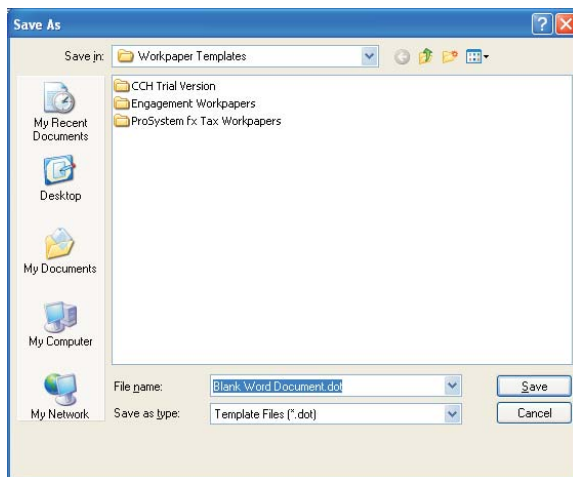 Save As
Save in:
Workpaper Templates
CCH Trial Version
Engagement Workpapers
ProSystem fx Tax Workpapers
My Recent
Documents
Desktop
My Documents
My Computer
My Network
File name:
Blank Word Document.dot
Save
Save as type:
Template Files (*.dot)
Cancel